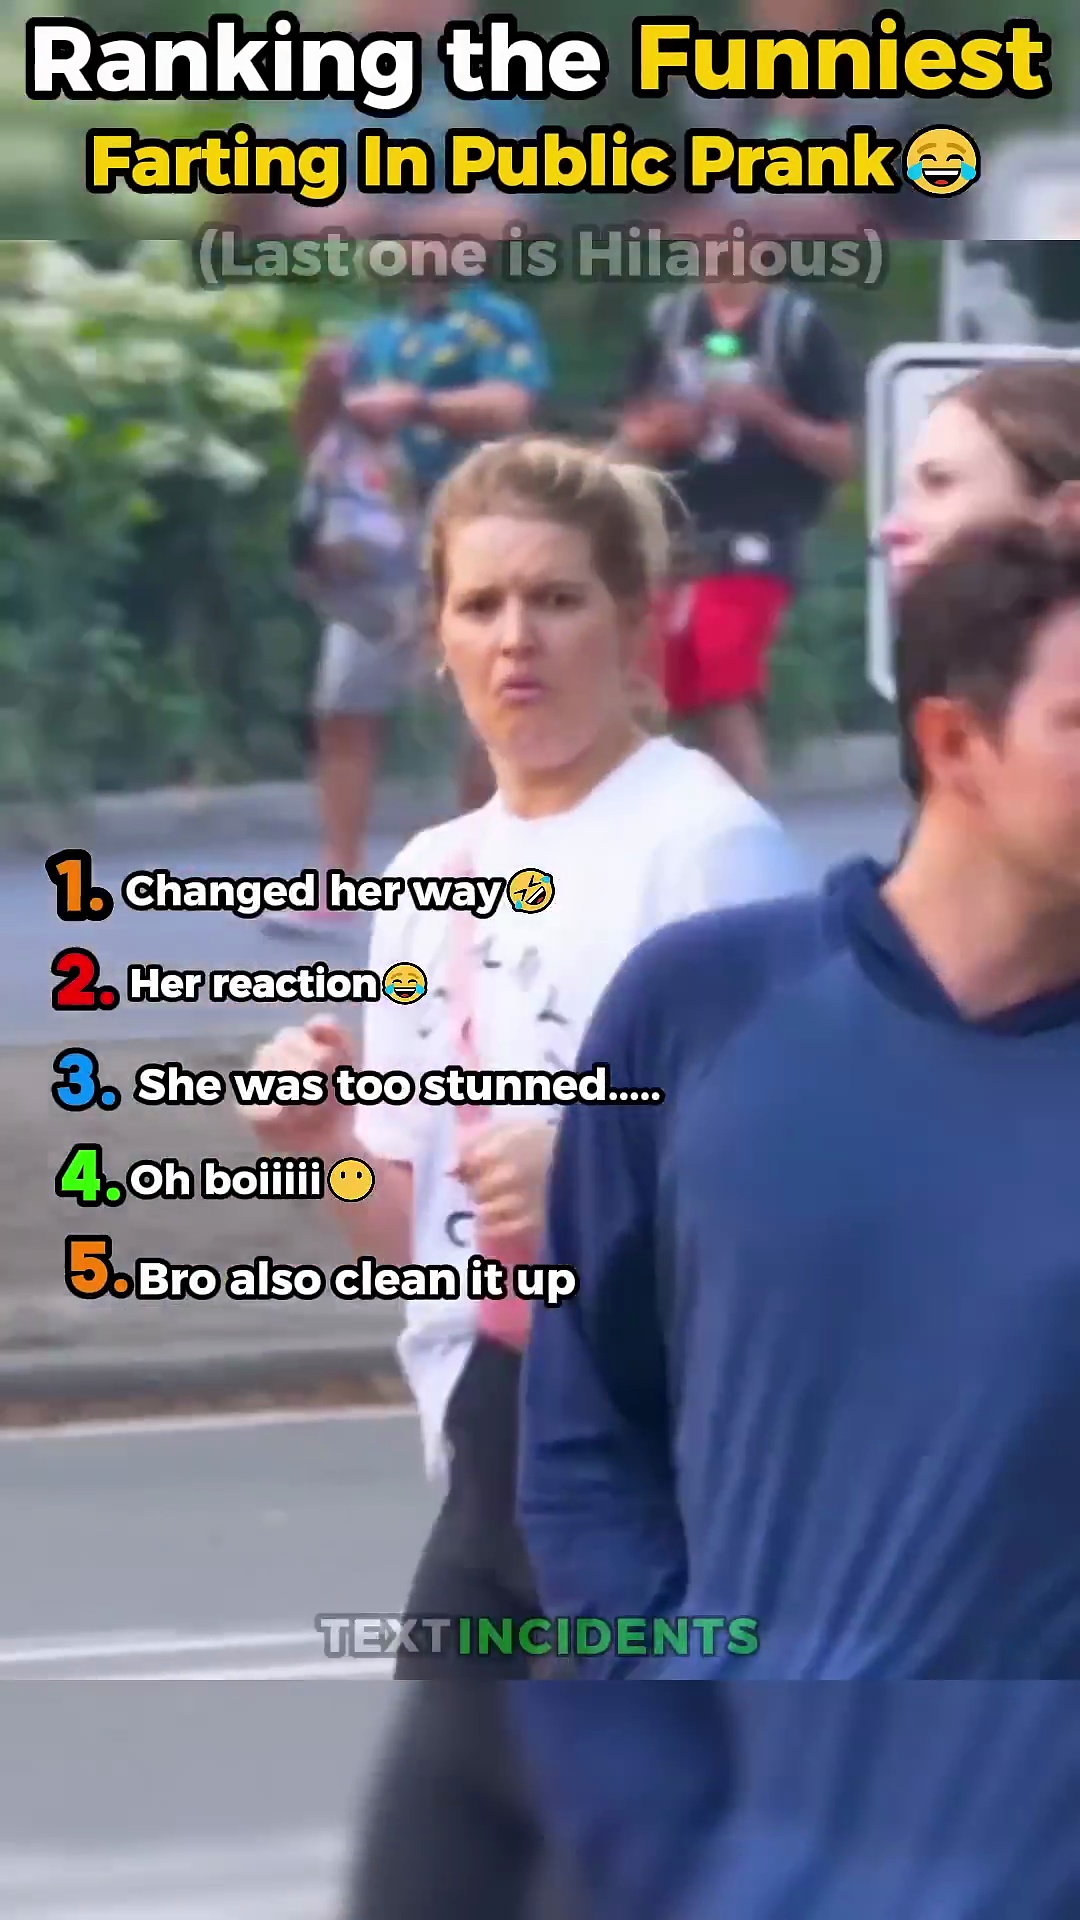 Ranking the Funniest
Farting In Public Prank😂
(Last one is Hilarious)
1. Changed her way🤣
2. Her reaction😂
3. She was too stunned.....
4. Oh boiiiii😶
5. Bro also clean it up
TEXTINCIDENTS